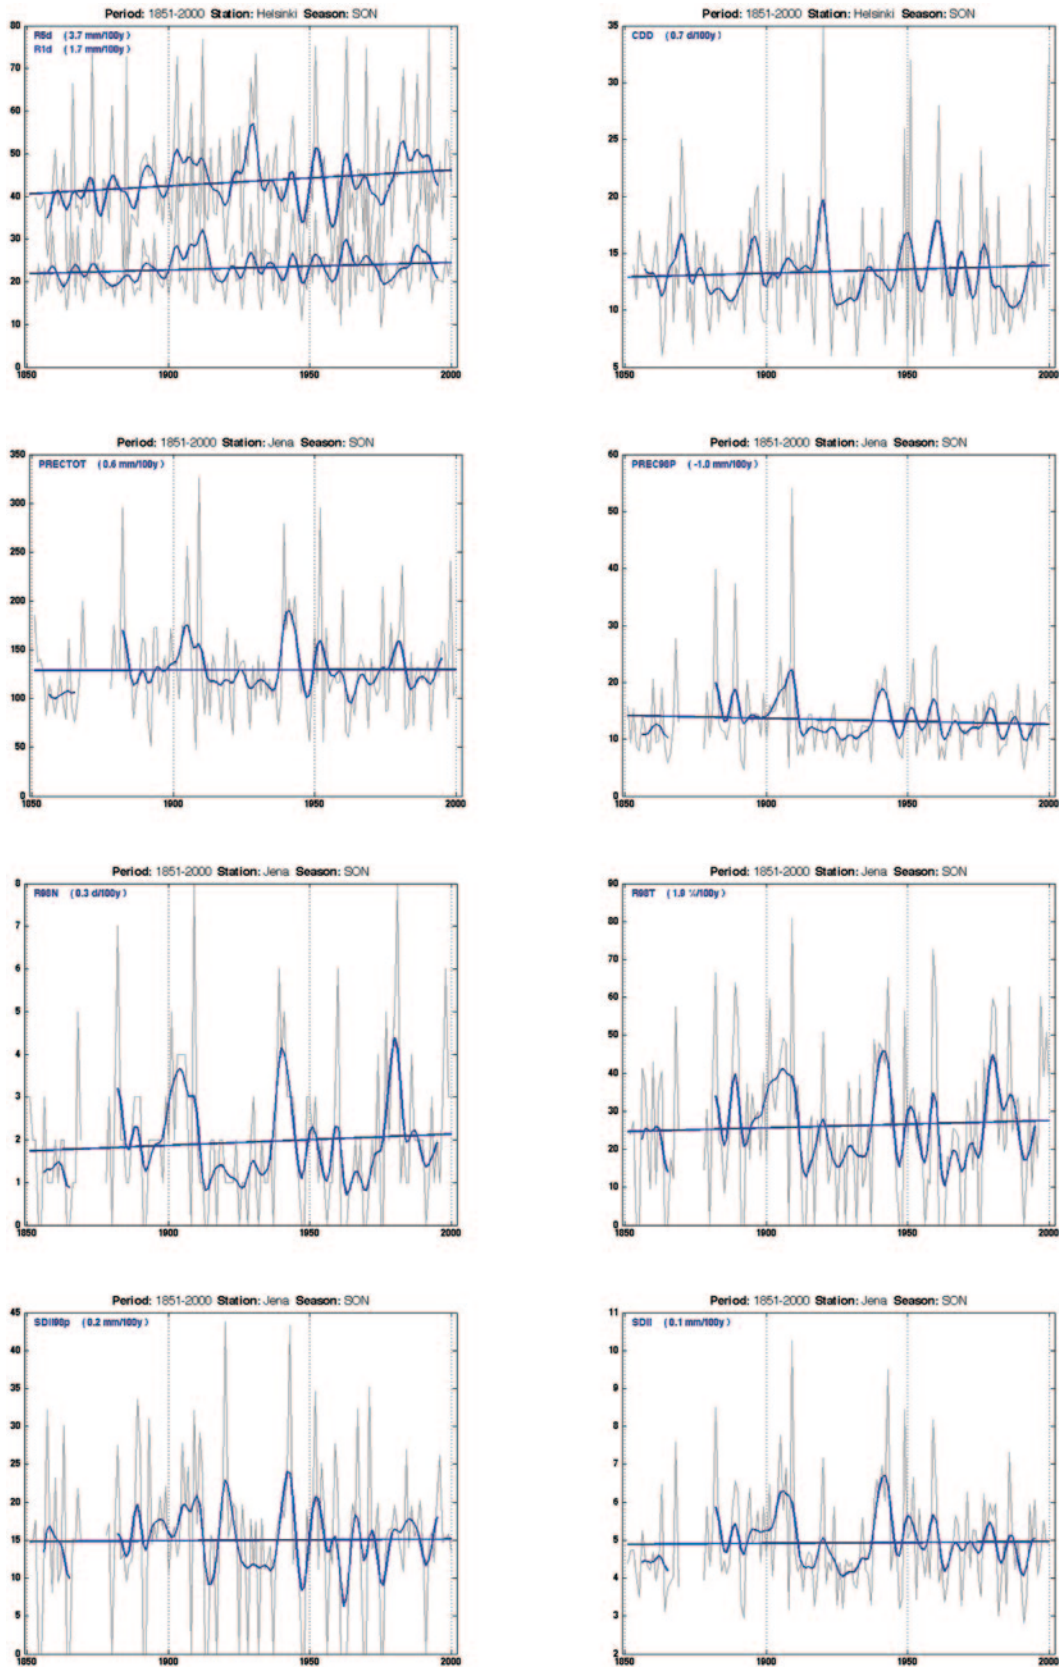 Period: 1851-2000 Station: Helsinki Season: SON
R5d (3.7 mm/100y)
R1d (1.7 mm/100y)
80
70
60
50
40
30
20
10
0
1850 1900 1950 2000
Period: 1851-2000 Station: Helsinki Season: SON
CDD (0.7 d/100y)
35
30
25
20
15
10
5
1850 1900 1950 2000
Period: 1851-2000 Station: Jena Season: SON
PRECTOT (0.6 mm/100y)
350
300
250
200
150
100
50
0
1850 1900 1950 2000
Period: 1851-2000 Station: Jena Season: SON
PREC98P (-1.0 mm/100y)
60
50
40
30
20
10
0
1850 1900 1950 2000
Period: 1851-2000 Station: Jena Season: SON
R98N (0.3 d/100y)
8
7
6
5
4
3
2
1
0
1850 1900 1950 2000
Period: 1851-2000 Station: Jena Season: SON
R98T (1.9 %/100y)
90
80
70
60
50
40
30
20
10
0
1850 1900 1950 2000
Period: 1851-2000 Station: Jena Season: SON
SDII98p (0.2 mm/100y)
45
40
35
30
25
20
15
10
5
0
1850 1900 1950 2000
Period: 1851-2000 Station: Jena Season: SON
SDII (0.1 mm/100y)
11
10
9
8
7
6
5
4
3
2
1850 1900 1950 2000